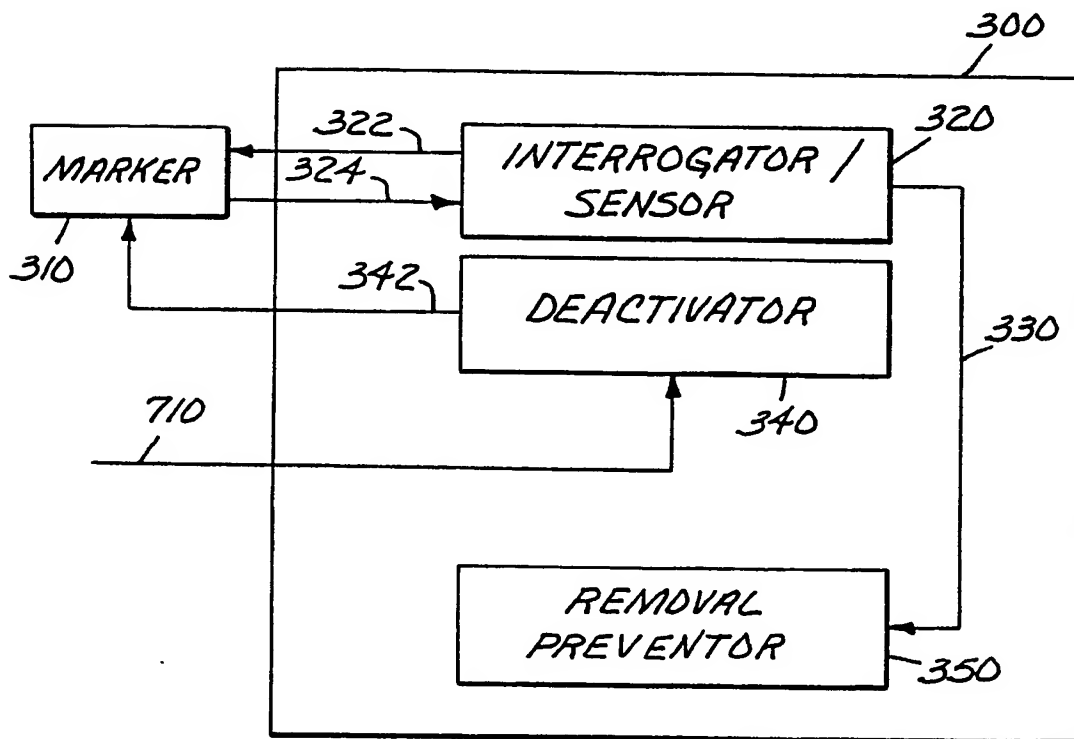 300
322
INTERROGATOR /
SENSOR
320
MARKER
324
310
342
DEACTIVATOR
330
710
340
REMOVAL
PREVENTOR
350